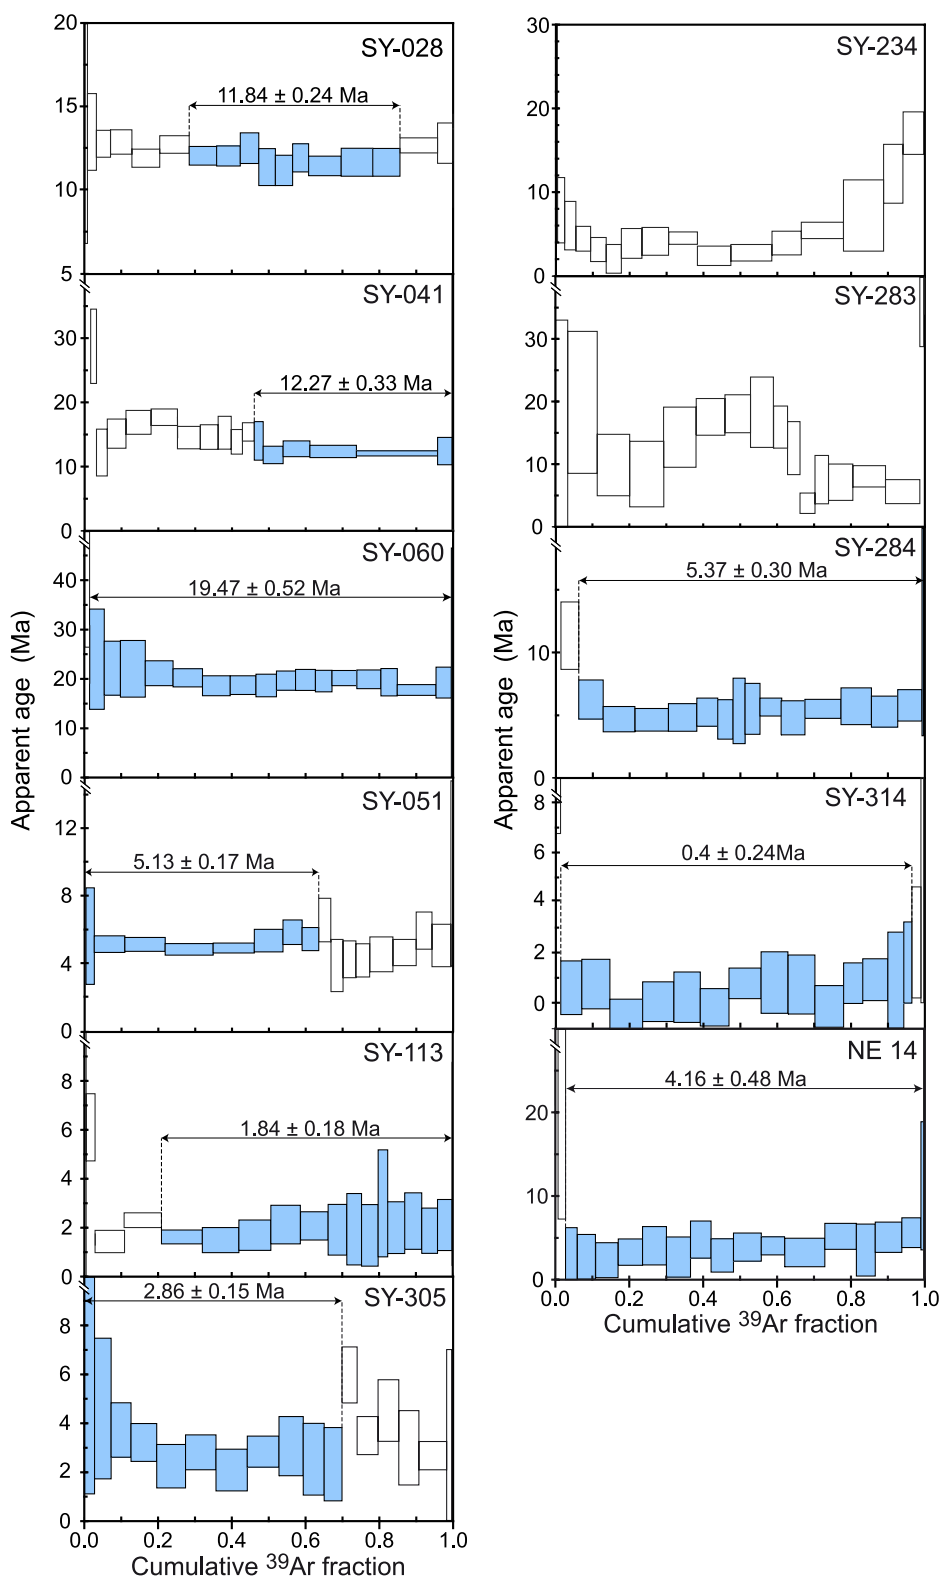 20
15
10
5
SY-028
11.84 ± 0.24 Ma
30
20
10
0
SY-041
12.27 ± 0.33 Ma
40
30
20
10
0
SY-060
19.47 ± 0.52 Ma
12
8
4
0
SY-051
5.13 ± 0.17 Ma
8
6
4
2
0
SY-113
1.84 ± 0.18 Ma
8
6
4
2
0
SY-305
2.86 ± 0.15 Ma
0.0 0.2 0.4 0.6 0.8 1.0
Cumulative ³⁹Ar fraction
Apparent age (Ma)
30
20
10
0
SY-234
30
20
10
0
SY-283
10
0
SY-284
5.37 ± 0.30 Ma
8
6
4
2
0
SY-314
0.4 ± 0.24Ma
20
10
0
NE 14
4.16 ± 0.48 Ma
0.0 0.2 0.4 0.6 0.8 1.0
Cumulative ³⁹Ar fraction
Apparent age (Ma)